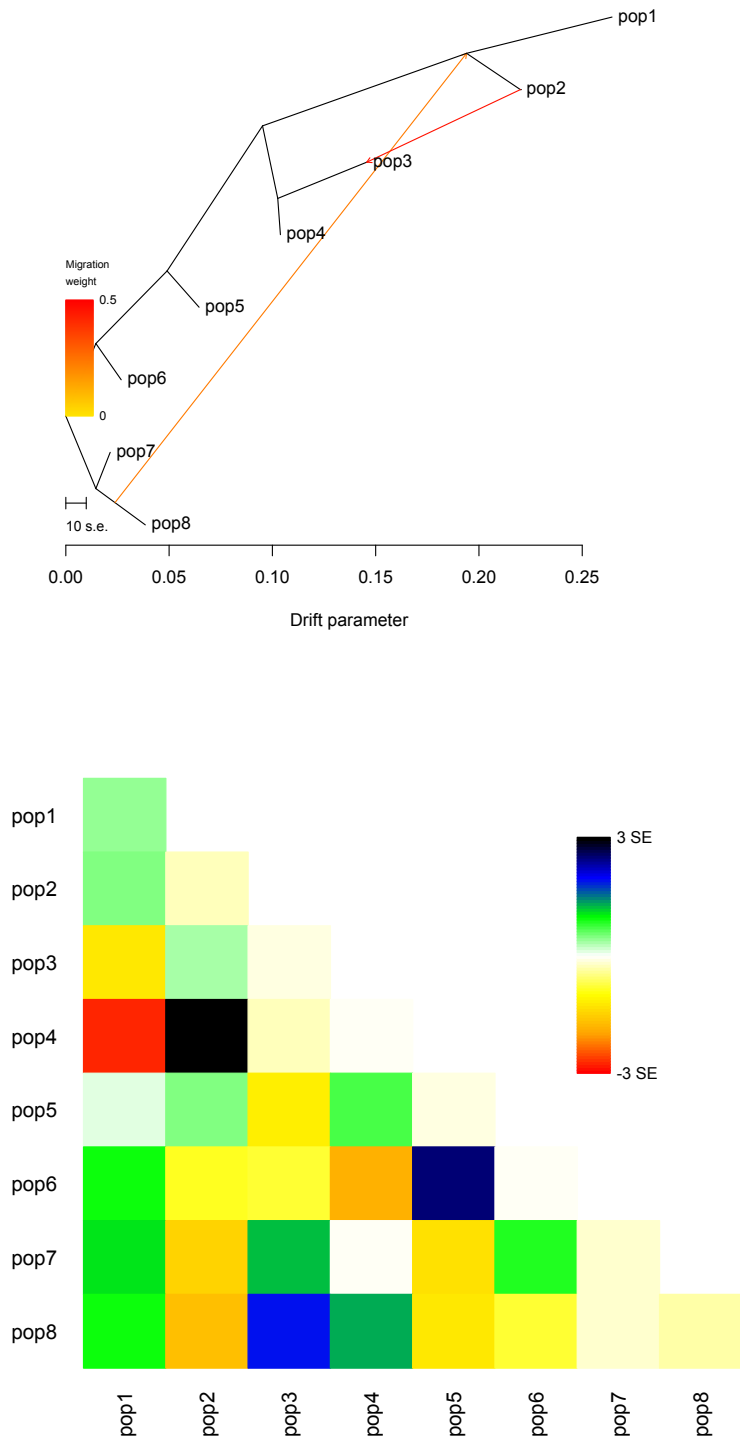 pop1
pop2
pop3
pop4
Migration
weight
0.5
pop5
pop6
0
pop7
pop8
10 s.e.
0.00 0.05 0.10 0.15 0.20 0.25
Drift parameter
pop1
3 SE
pop2
pop3
pop4
-3 SE
pop5
pop6
pop7
pop8
pop1 pop2 pop3 pop4 pop5 pop6 pop7 pop8